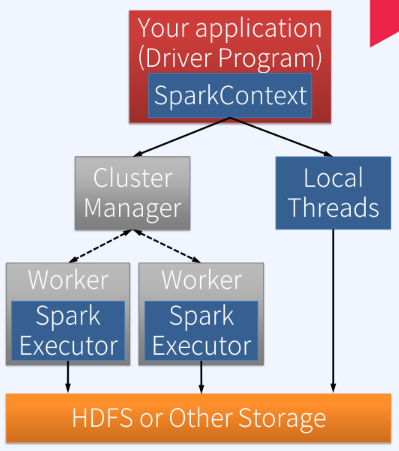 Your application
(Driver Program)
SparkContext
Cluster
Manager
Local
Threads
Worker
Spark
Executor
Worker
Spark
Executor
HDFS or Other Storage